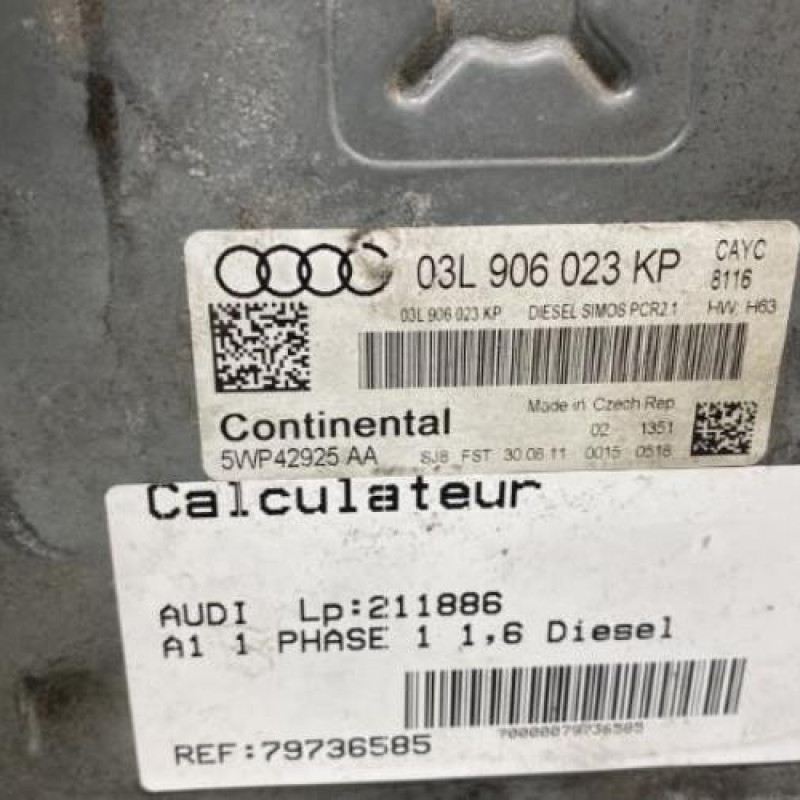 03L 906 023 KP CAYC
8116
03L 906 023 KP DIESEL SIMOS PCR2.1 HW: H63
Continental Made in Czech Rep
02 1351
5WP42925 AA SJ8 FST 30.06.11 0015 0518
Calculateur
AUDI Lp:211886
A1 1 PHASE 1 1,6 Diesel
70000079736585
REF:79736585